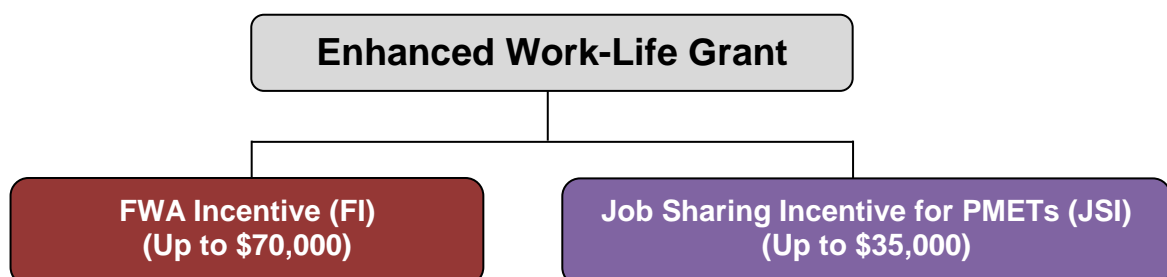 Enhanced Work-Life Grant
FWA Incentive (FI)
(Up to $70,000)
Job Sharing Incentive for PMETs (JSI)
(Up to $35,000)